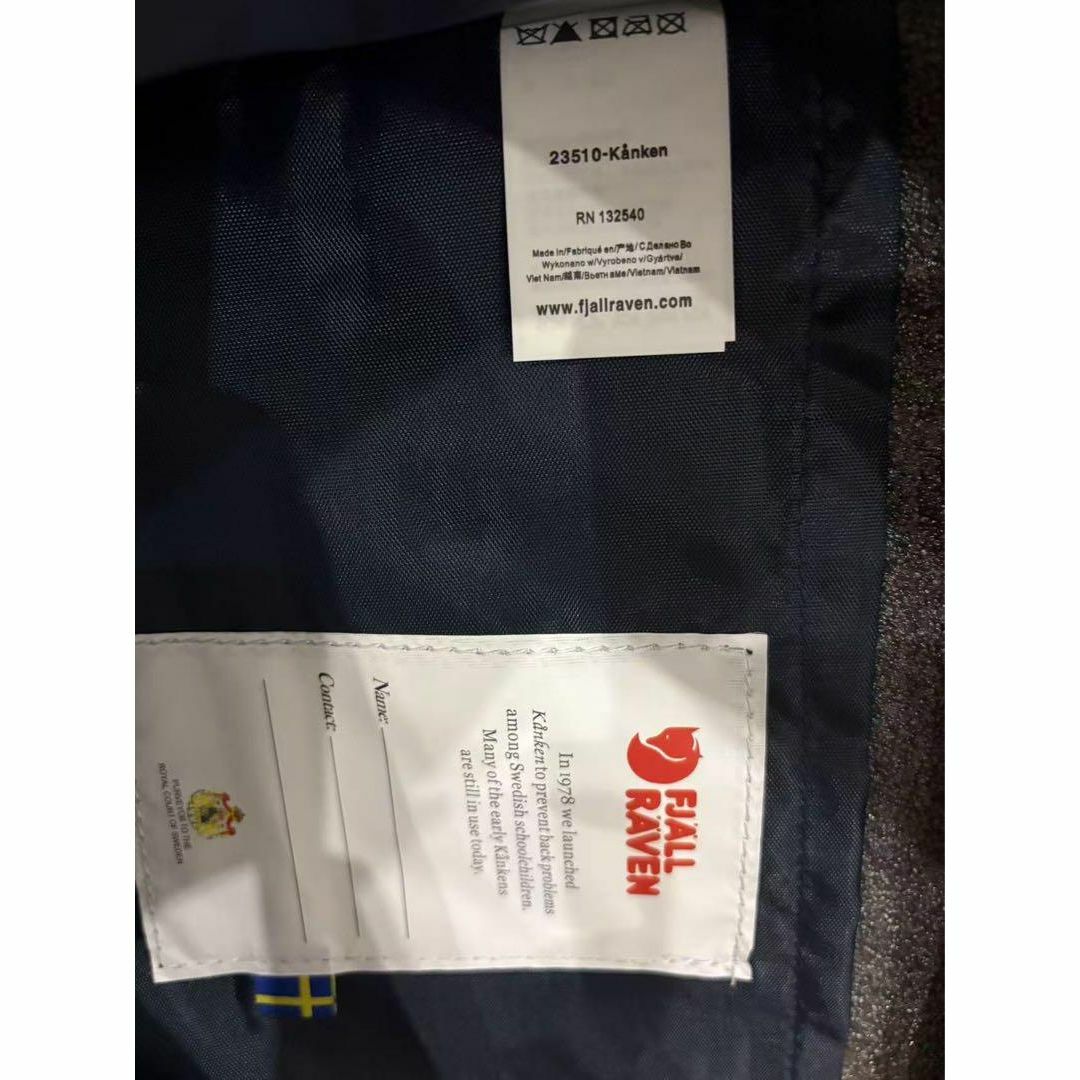 23510-Kånken
RN 132540
Made in/Fabriqué en/产地/Сделано Во
Wykonano w/Vyrobeno v/Gyártva/
Viet Nam/越南/Вьетнаме/Vietnam/Vietnam
www.fjallraven.com
FJÄLL
RÄVEN
In 1978 we launched
Kånken to prevent back problems
among Swedish schoolchildren.
Many of the early Kånkens
are still in use today.
Name:
Contact:
PURVEYOR TO THE
ROYAL COURT OF SWEDEN